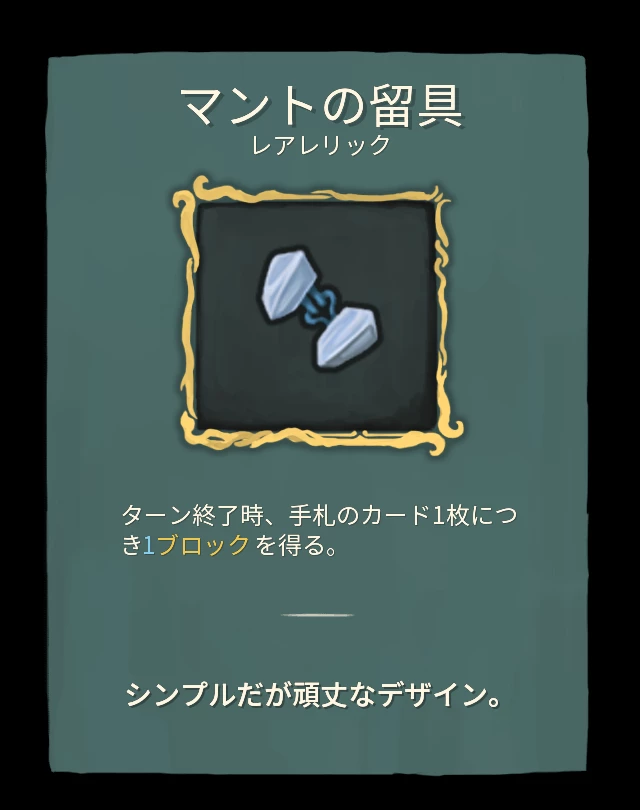 マントの留具
レアレリック
ターン終了時、手札のカード1枚につ
き1ブロックを得る。
シンプルだが頑丈なデザイン。